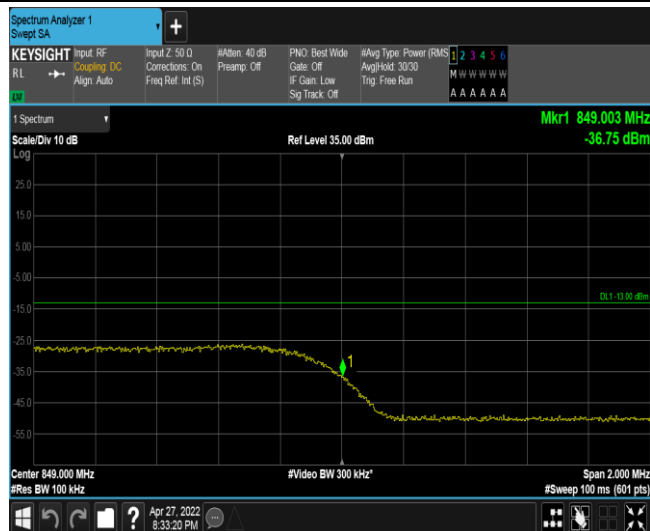 Spectrum Analyzer 1
Swept SA
+
KEYSIGHT
RL
LXI
Input: RF
Coupling: DC
Align: Auto
Input Z: 50 Ω
Corrections: On
Freq Ref: Int (S)
#Atten: 40 dB
Preamp: Off
PNO: Best Wide
Gate: Off
IF Gain: Low
Sig Track: Off
#Avg Type: Power (RMS
Avg|Hold: 30/30
Trig: Free Run
1 2 3 4 5 6
M W W W W W
A A A A A A
1 Spectrum
Mkr1 849.003 MHz
Scale/Div 10 dB
Ref Level 35.00 dBm
-36.75 dBm
Log
25.0
15.0
5.00
-5.00
DL1 -13.00 dBm
-15.0
-25.0
1
-35.0
-45.0
-55.0
Center 849.000 MHz
#Video BW 300 kHz*
Span 2.000 MHz
#Res BW 100 kHz
#Sweep 100 ms (601 pts)
?
Apr 27, 2022
8:33:20 PM